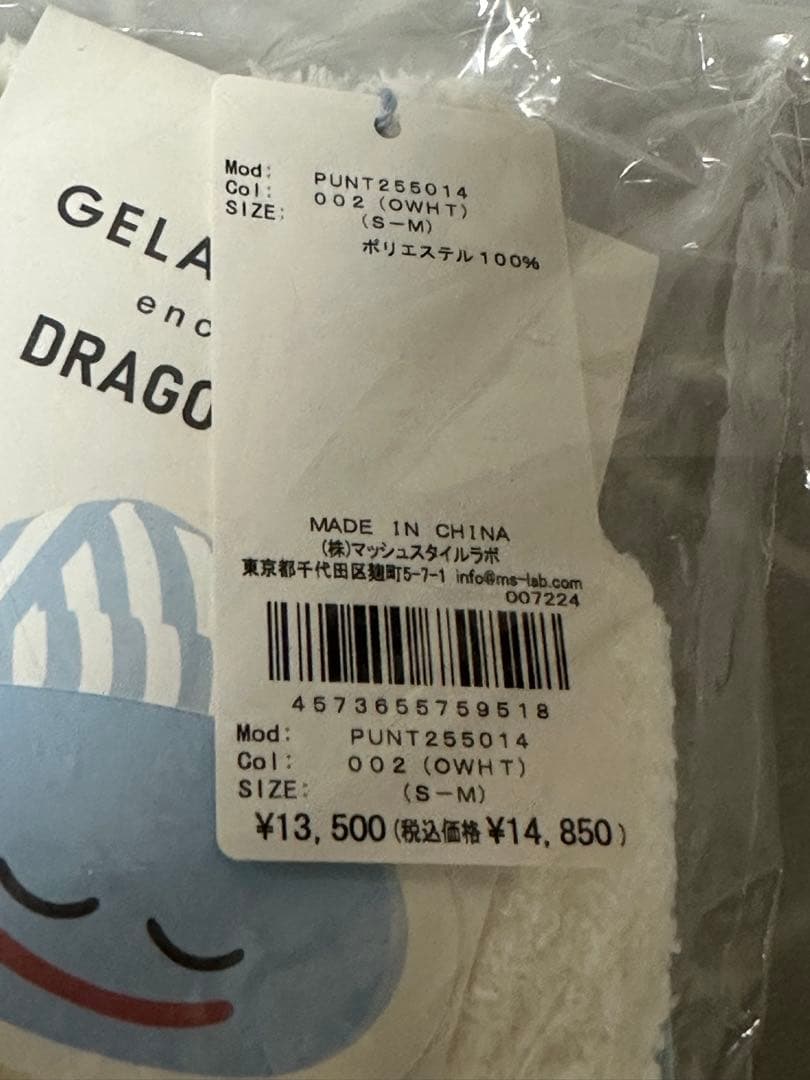 GELA
enc
DRAGO
Mod: PUNT255014
Col: 002 (OWHT)
SIZE: (S-M)
ポリエステル100%
MADE IN CHINA
(株)マッシュスタイルラボ
東京都千代田区麹町5-7-1 info@ms-lab.com
007224
4573655759518
Mod: PUNT255014
Col: 002 (OWHT)
SIZE: (S-M)
¥13,500(税込価格¥14,850)